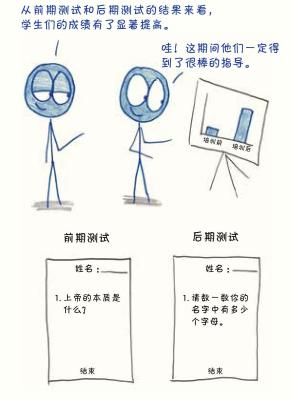 从前期测试和后期测试的结果来看，
学生们的成绩有了显著提高。
哇！这期间他们一定得
到了很棒的指导。
培训前 培训后
前期测试
姓名：____
1.上帝的本质是
什么？
结束
后期测试
姓名：____
1.请数一数你的
名字中有多少
个字母。
结束